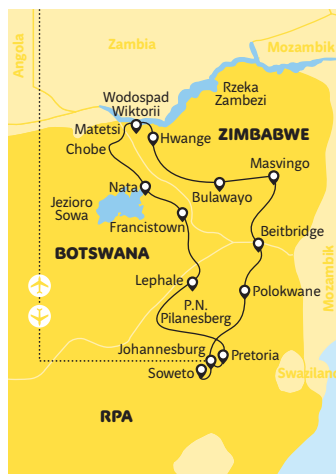 Angola
Zambia
Mozambik
Rzeka
Zambezi
Wodospad
Wiktorii
Matetsi
Hwange
ZIMBABWE
Chobe
Masvingo
Nata
Bulawayo
Jezioro
Sowa
Francistown
Beitbridge
BOTSWANA
Mozambik
Lephale
Polokwane
P.N.
Pilanesberg
Johannesburg
Pretoria
Soweto
Swaziland
RPA